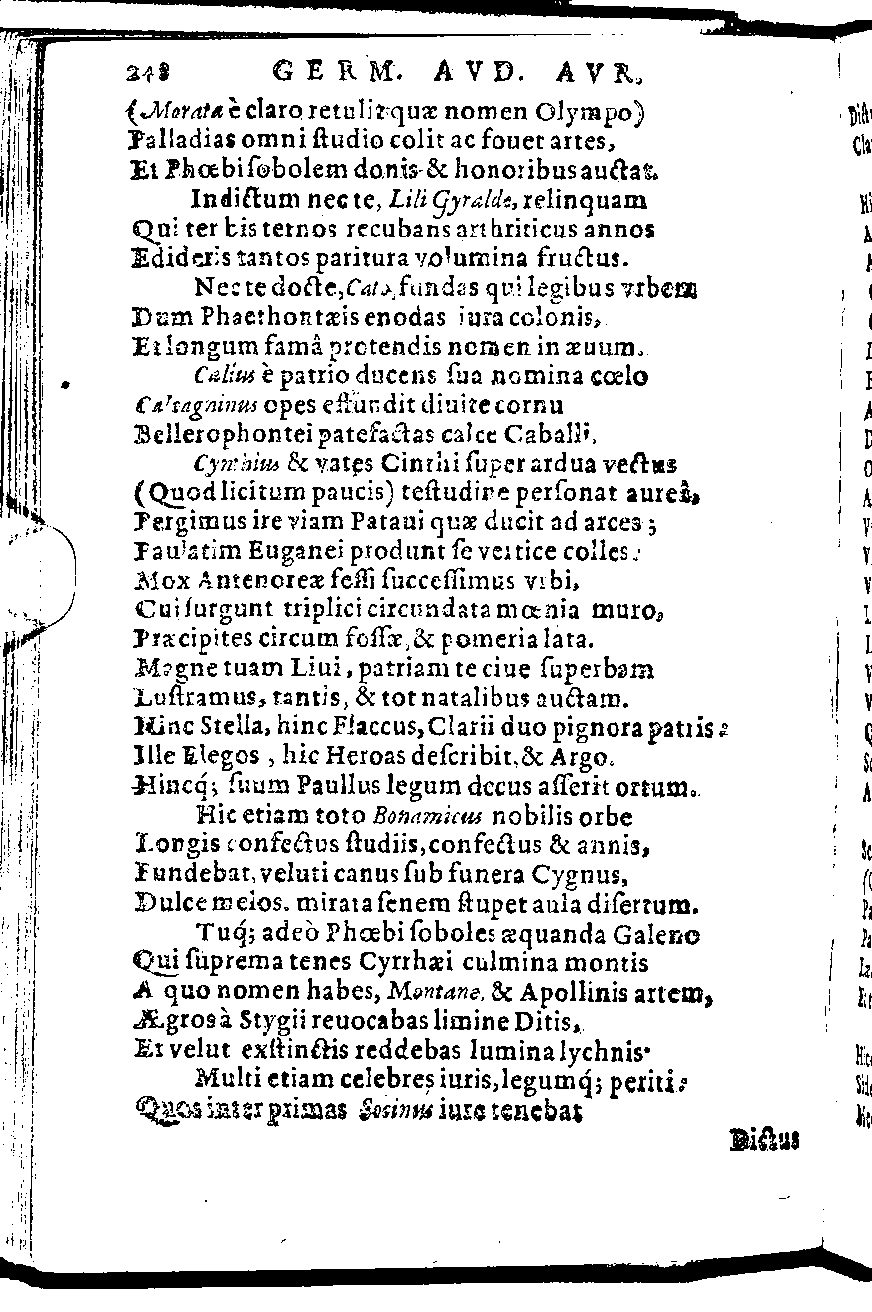 248 GERM. AVD. AVR.
(Morata è claro retulit quæ nomen Olympo)
Palladias omni ſtudio colit ac fouet artes,
Et Phœbi ſobolem donis & honoribus auctat.
Indictum nec te, Lili Gyralde, relinquam
Qui ter bis ternos recubans arthriticus annos
Edideris tantos paritura volumina fructus.
Nec te docte, Cato, fundas qui legibus vrbem
Dum Phaethontæis enodas iura colonis,
Et longum famâ protendis nomen in æuum.
Calius è patrio ducens ſua nomina cœlo
Calcagninus opes effundit diuite cornu
Bellerophontei patefactas calce Caballi.
Cynthius & vates Cinthi ſuper ardua vectus
(Quod licitum paucis) teſtudine perſonat aureâ,
Pergimus ire viam Pataui quæ ducit ad arces;
Paulatim Euganei produnt ſe vertice colles:
Mox Antenoreæ feſſi ſucceſſimus vrbi,
Cui ſurgunt triplici circundata mœnia muro,
Præcipites circum foſſæ, & pomeria lata.
Magne tuam Liui, patriam te ciue ſuperbam
Luſtramus, tantis, & tot natalibus auctam.
Hinc Stella, hinc Flaccus, Clarii duo pignora patris:
Ille Elegos, hic Heroas deſcribit, & Argo.
Hincq́; ſuum Paullus legum decus aſſerit ortum.
Hic etiam toto Bonamicus nobilis orbe
Longis confectus ſtudiis, confectus & annis,
Fundebat, veluti canus ſub funera Cygnus,
Dulce melos. mirata ſenem ſtupet aula diſertum.
Tuq́; adeò Phœbi ſoboles æquanda Galeno
Qui ſuprema tenes Cyrrhæi culmina montis
A quo nomen habes, Montane, & Apollinis artem,
Ægros à Stygii reuocabas limine Ditis,
Et velut exſtinctis reddebas lumina lychnis.
Multi etiam celebres iuris, legumq́; periti:
Quos inter primas Sosinus iure tenebat
Dictus